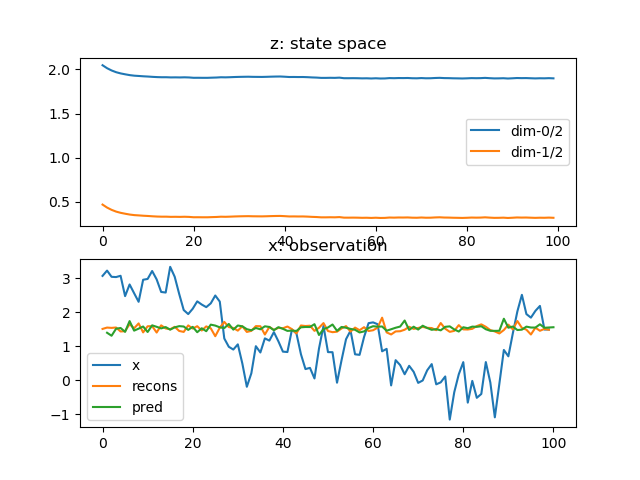 z: state space
2.0
1.5
1.0
0.5
dim-0/2
dim-1/2
0 20 40 60 80 100
x: observation
3
2
1
0
−1
x
recons
pred
0 20 40 60 80 100